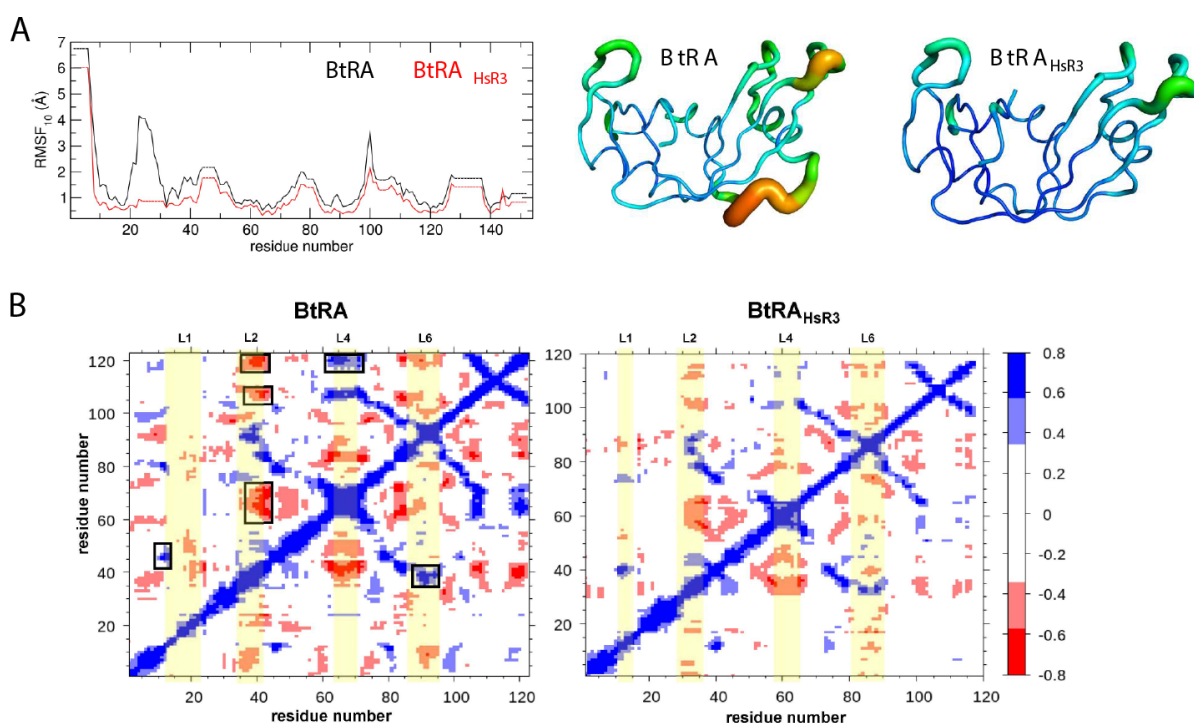 A
7
6
5
4
3
2
1
RMSF10 (Å)
BtRA BtRA HsR3
0 20 40 60 80 100 120 140
residue number
BtRA
BtRAHsR3
B
BtRA
L1 L2 L4 L6
120
100
80
60
40
20
residue number
20 40 60 80 100 120
residue number
BtRAHsR3
L1 L2 L4 L6
120
100
80
60
40
20
20 40 60 80 100 120
residue number
0.8
0.6
0.4
0.2
0
-0.2
-0.4
-0.6
-0.8